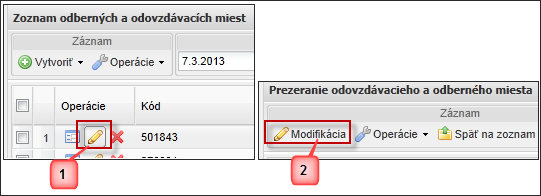 Zoznam odberných a odovzdávacích miest
Záznam
Vytvoriť Operácie 7.3.2013
Operácie Kód
1 501843
1
Prezeranie odovzdávacieho a odberného miesta
Záznam
Modifikácia Operácie Späť na zoznam
2